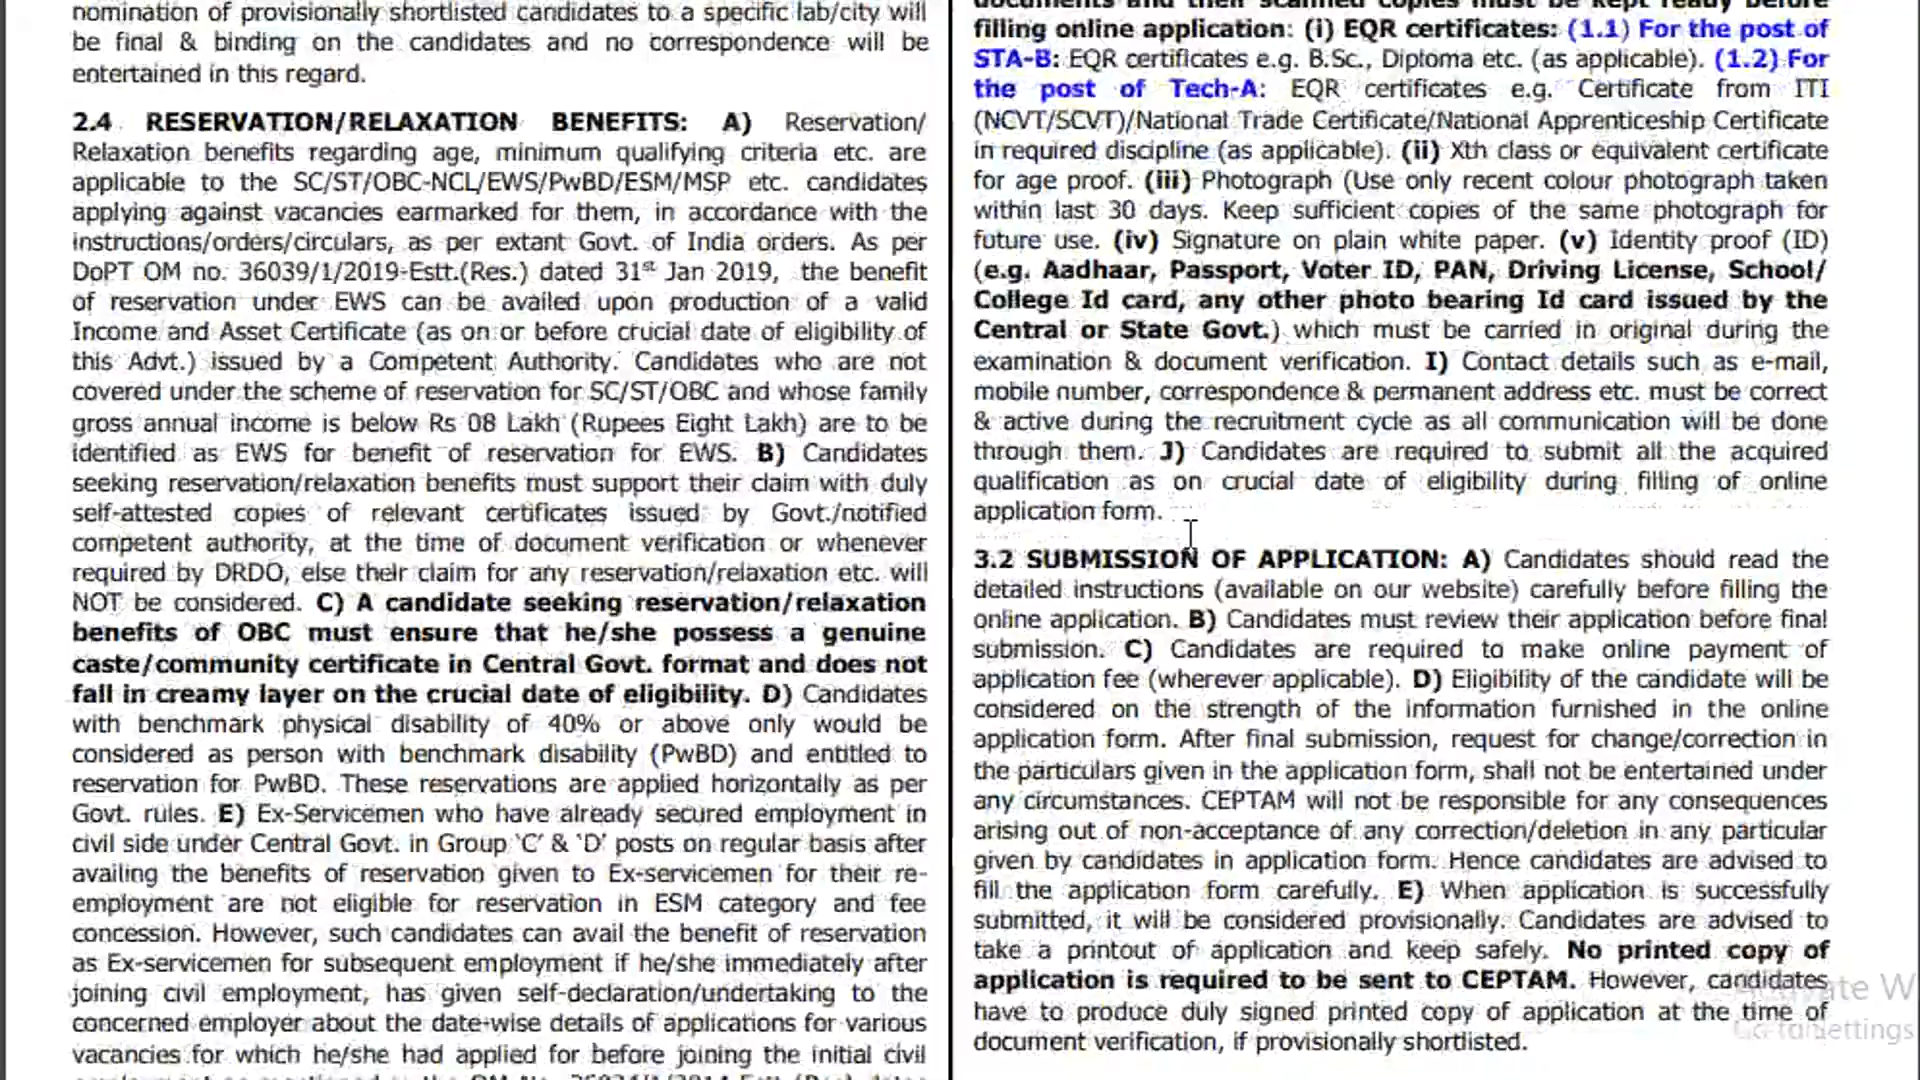 nomination of provisionally shortlisted candidates to a specific lab/city will
be final & binding on the candidates and no correspondence will be
entertained in this regard.
2.4 RESERVATION/RELAXATION BENEFITS: A) Reservation/
Relaxation benefits regarding age, minimum qualifying criteria etc. are
applicable to the SC/ST/OBC-NCL/EWS/PwBD/ESM/MSP etc. candidates
applying against vacancies earmarked for them, in accordance with the
instructions/orders/circulars, as per extant Govt. of India orders. As per
DoPT OM no. 36039/1/2019-Estt.(Res.) dated 31st Jan 2019, the benefit
of reservation under EWS can be availed upon production of a valid
Income and Asset Certificate (as on or before crucial date of eligibility of
this Advt.) issued by a Competent Authority. Candidates who are not
covered under the scheme of reservation for SC/ST/OBC and whose family
gross annual income is below Rs 08 Lakh (Rupees Eight Lakh) are to be
identified as EWS for benefit of reservation for EWS. B) Candidates
seeking reservation/relaxation benefits must support their claim with duly
self-attested copies of relevant certificates issued by Govt./notified
competent authority, at the time of document verification or whenever
required by DRDO, else their claim for any reservation/relaxation etc. will
NOT be considered. C) A candidate seeking reservation/relaxation
benefits of OBC must ensure that he/she possess a genuine
caste/community certificate in Central Govt. format and does not
fall in creamy layer on the crucial date of eligibility. D) Candidates
with benchmark physical disability of 40% or above only would be
considered as person with benchmark disability (PwBD) and entitled to
reservation for PwBD. These reservations are applied horizontally as per
Govt. rules. E) Ex-Servicemen who have already secured employment in
civil side under Central Govt. in Group 'C' & 'D' posts on regular basis after
availing the benefits of reservation given to Ex-servicemen for their re-
employment are not eligible for reservation in ESM category and fee
concession. However, such candidates can avail the benefit of reservation
as Ex-servicemen for subsequent employment if he/she immediately after
joining civil employment, has given self-declaration/undertaking to the
concerned employer about the date-wise details of applications for various
vacancies for which he/she had applied for before joining the initial civil
documents and their scanned copies must be kept ready before
filling online application: (i) EQR certificates: (1.1) For the post of
STA-B: EQR certificates e.g. B.Sc., Diploma etc. (as applicable). (1.2) For
the post of Tech-A: EQR certificates e.g. Certificate from ITI
(NCVT/SCVT)/National Trade Certificate/National Apprenticeship Certificate
in required discipline (as applicable). (ii) Xth class or equivalent certificate
for age proof. (iii) Photograph (Use only recent colour photograph taken
within last 30 days. Keep sufficient copies of the same photograph for
future use. (iv) Signature on plain white paper. (v) Identity proof (ID)
(e.g. Aadhaar, Passport, Voter ID, PAN, Driving License, School/
College Id card, any other photo bearing Id card issued by the
Central or State Govt.) which must be carried in original during the
examination & document verification. I) Contact details such as e-mail,
mobile number, correspondence & permanent address etc. must be correct
& active during the recruitment cycle as all communication will be done
through them. J) Candidates are required to submit all the acquired
qualification as on crucial date of eligibility during filling of online
application form.
3.2 SUBMISSION OF APPLICATION: A) Candidates should read the
detailed instructions (available on our website) carefully before filling the
online application. B) Candidates must review their application before final
submission. C) Candidates are required to make online payment of
application fee (wherever applicable). D) Eligibility of the candidate will be
considered on the strength of the information furnished in the online
application form. After final submission, request for change/correction in
the particulars given in the application form, shall not be entertained under
any circumstances. CEPTAM will not be responsible for any consequences
arising out of non-acceptance of any correction/deletion in any particular
given by candidates in application form. Hence candidates are advised to
fill the application form carefully. E) When application is successfully
submitted, it will be considered provisionally. Candidates are advised to
take a printout of application and keep safely. No printed copy of
application is required to be sent to CEPTAM. However, candidates
have to produce duly signed printed copy of application at the time of
document verification, if provisionally shortlisted.